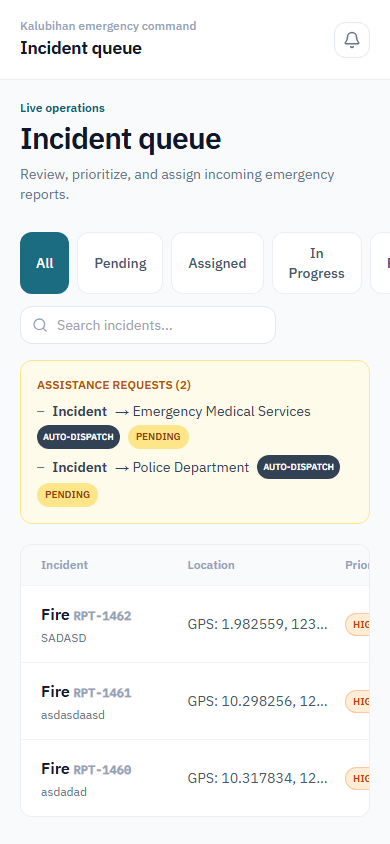 Kalubihan emergency command
Incident queue
Live operations
Incident queue
Review, prioritize, and assign incoming emergency
reports.
All
Pending
Assigned
In
Progress
Search incidents...
ASSISTANCE REQUESTS (2)
– Incident → Emergency Medical Services
AUTO-DISPATCH PENDING
– Incident → Police Department AUTO-DISPATCH
PENDING
Incident Location
Fire RPT-1462 GPS: 1.982559, 123...
SADASD
Fire RPT-1461 GPS: 10.298256, 12...
asdasdaasd
Fire RPT-1460 GPS: 10.317834, 12...
asdadad